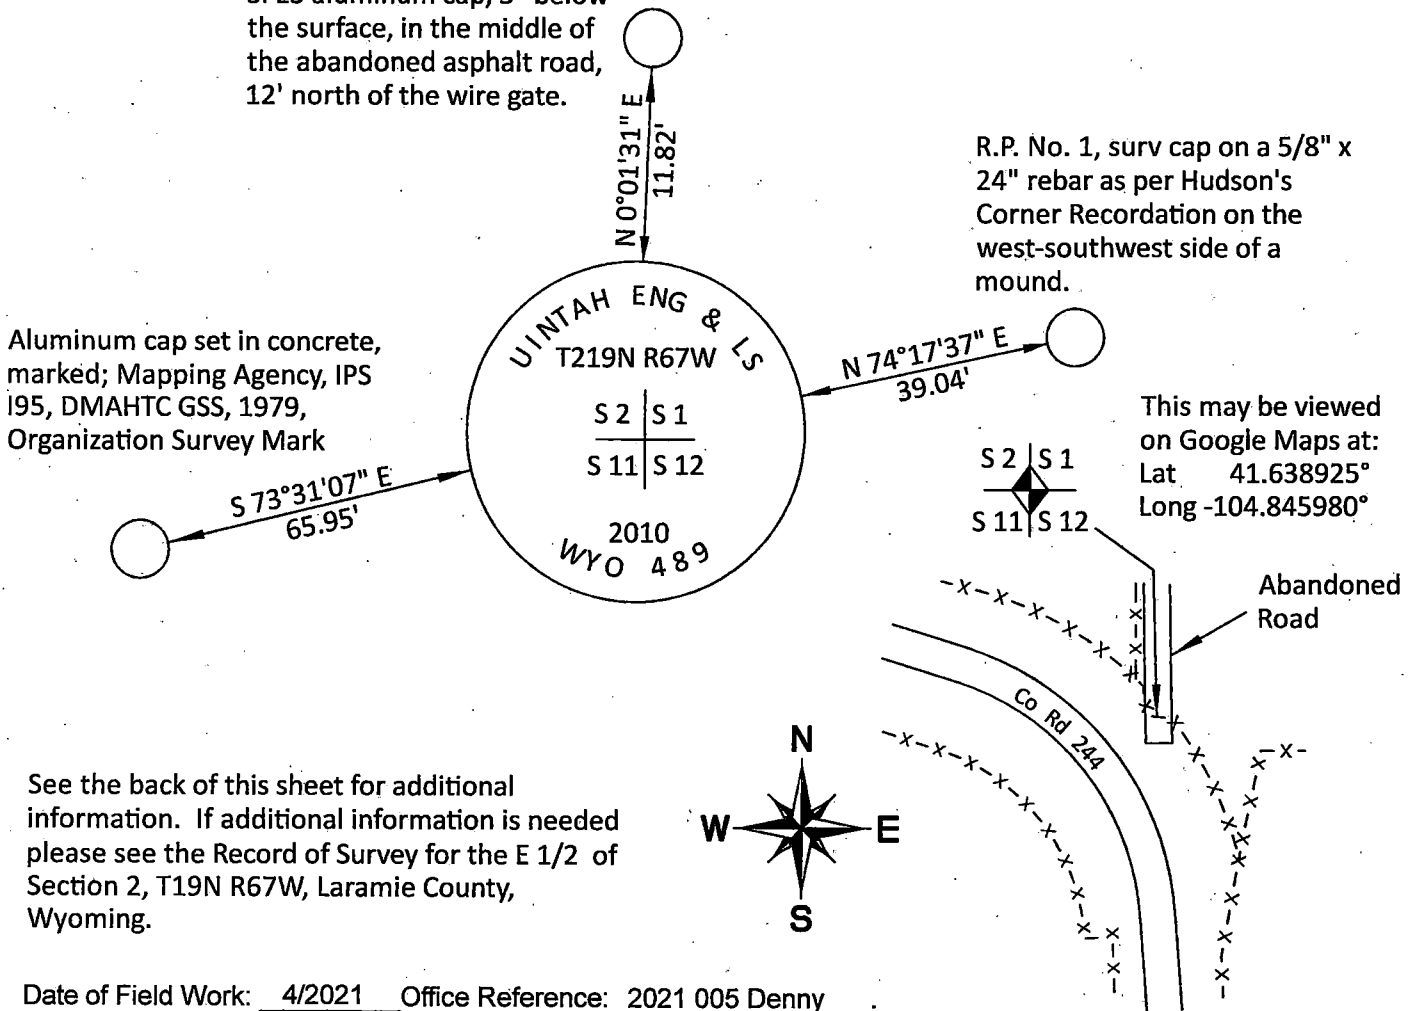 the surface, in the middle of
the abandoned asphalt road,
12' north of the wire gate.
N 0°01'31" E
11.82'
R.P. No. 1, surv cap on a 5/8" x
24" rebar as per Hudson's
Corner Recordation on the
west-southwest side of a
mound.
Aluminum cap set in concrete,
marked; Mapping Agency, IPS
I95, DMAHTC GSS, 1979,
Organization Survey Mark
S 73°31'07" E
65.95'
UINTAH ENG & LS
T219N R67W
S 2 S 1
S 11 S 12
2010
WYO 489
N 74°17'37" E
39.04'
This may be viewed
on Google Maps at:
Lat 41.638925°
Long -104.845980°
S 2 S 1
S 11 S 12
Abandoned
Road
Co Rd 244
N
W E
S
See the back of this sheet for additional
information. If additional information is needed
please see the Record of Survey for the E 1/2 of
Section 2, T19N R67W, Laramie County,
Wyoming.
Date of Field Work: 4/2021 Office Reference: 2021 005 Denny